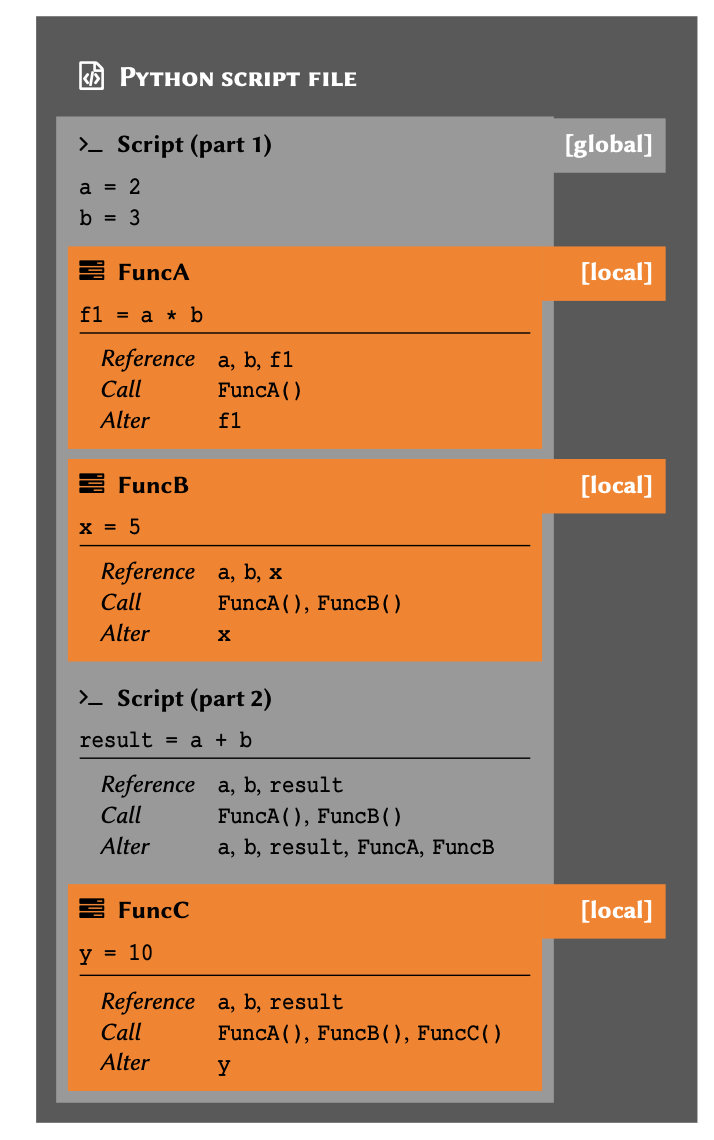 PYTHON SCRIPT FILE
Script (part 1) [global]
a = 2
b = 3
FuncA [local]
f1 = a * b
Reference a, b, f1
Call FuncA()
Alter f1
FuncB [local]
x = 5
Reference a, b, x
Call FuncA(), FuncB()
Alter x
Script (part 2)
result = a + b
Reference a, b, result
Call FuncA(), FuncB()
Alter a, b, result, FuncA, FuncB
FuncC [local]
y = 10
Reference a, b, result
Call FuncA(), FuncB(), FuncC()
Alter y